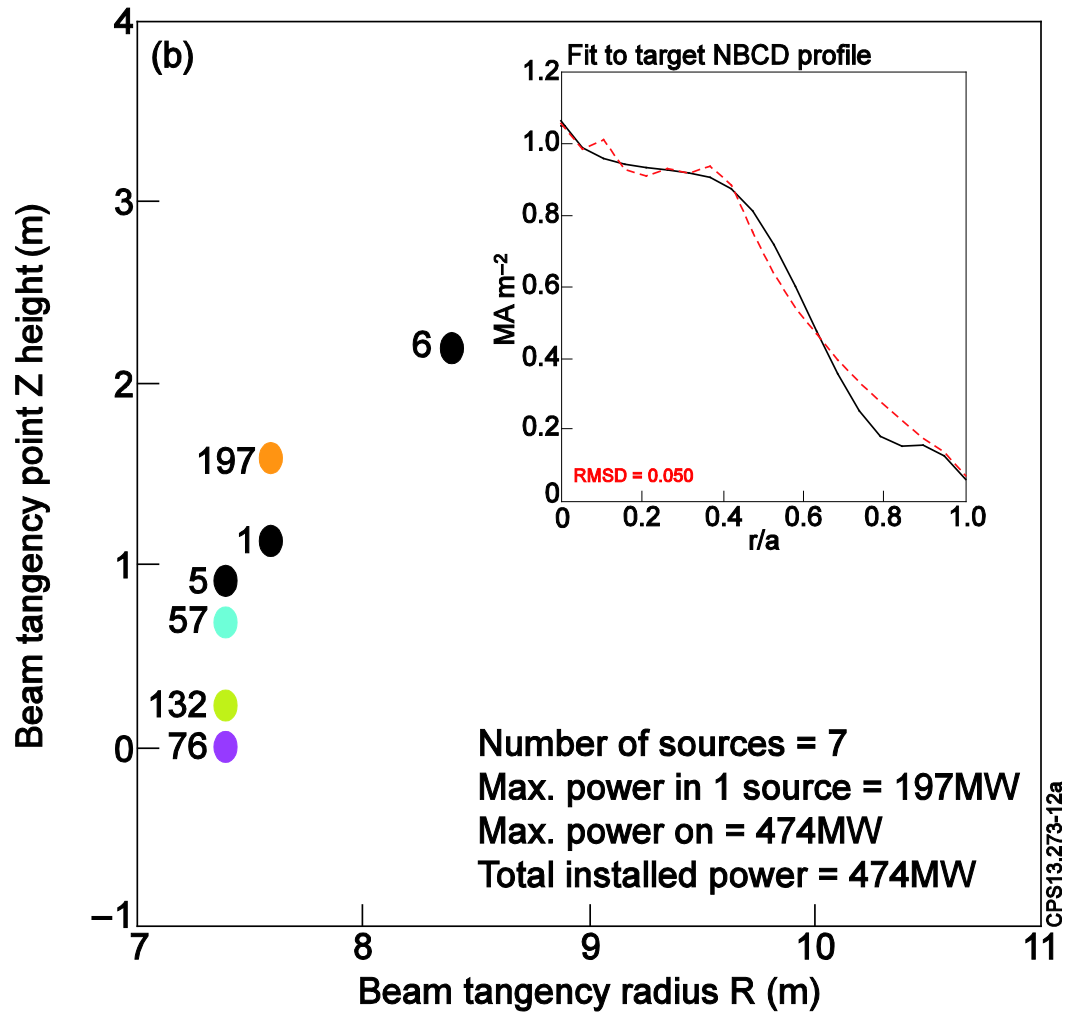 (b)
Fit to target NBCD profile
1.2
1.0
0.8
0.6
0.4
0.2
0
MA m⁻²
RMSD = 0.050
0 0.2 0.4 0.6 0.8 1.0
r/a
4
3
2
1
0
–1
Beam tangency point Z height (m)
6
197
1
5
57
132
76
Number of sources = 7
Max. power in 1 source = 197MW
Max. power on = 474MW
Total installed power = 474MW
7 8 9 10 11
Beam tangency radius R (m)
CPS13.273-12a